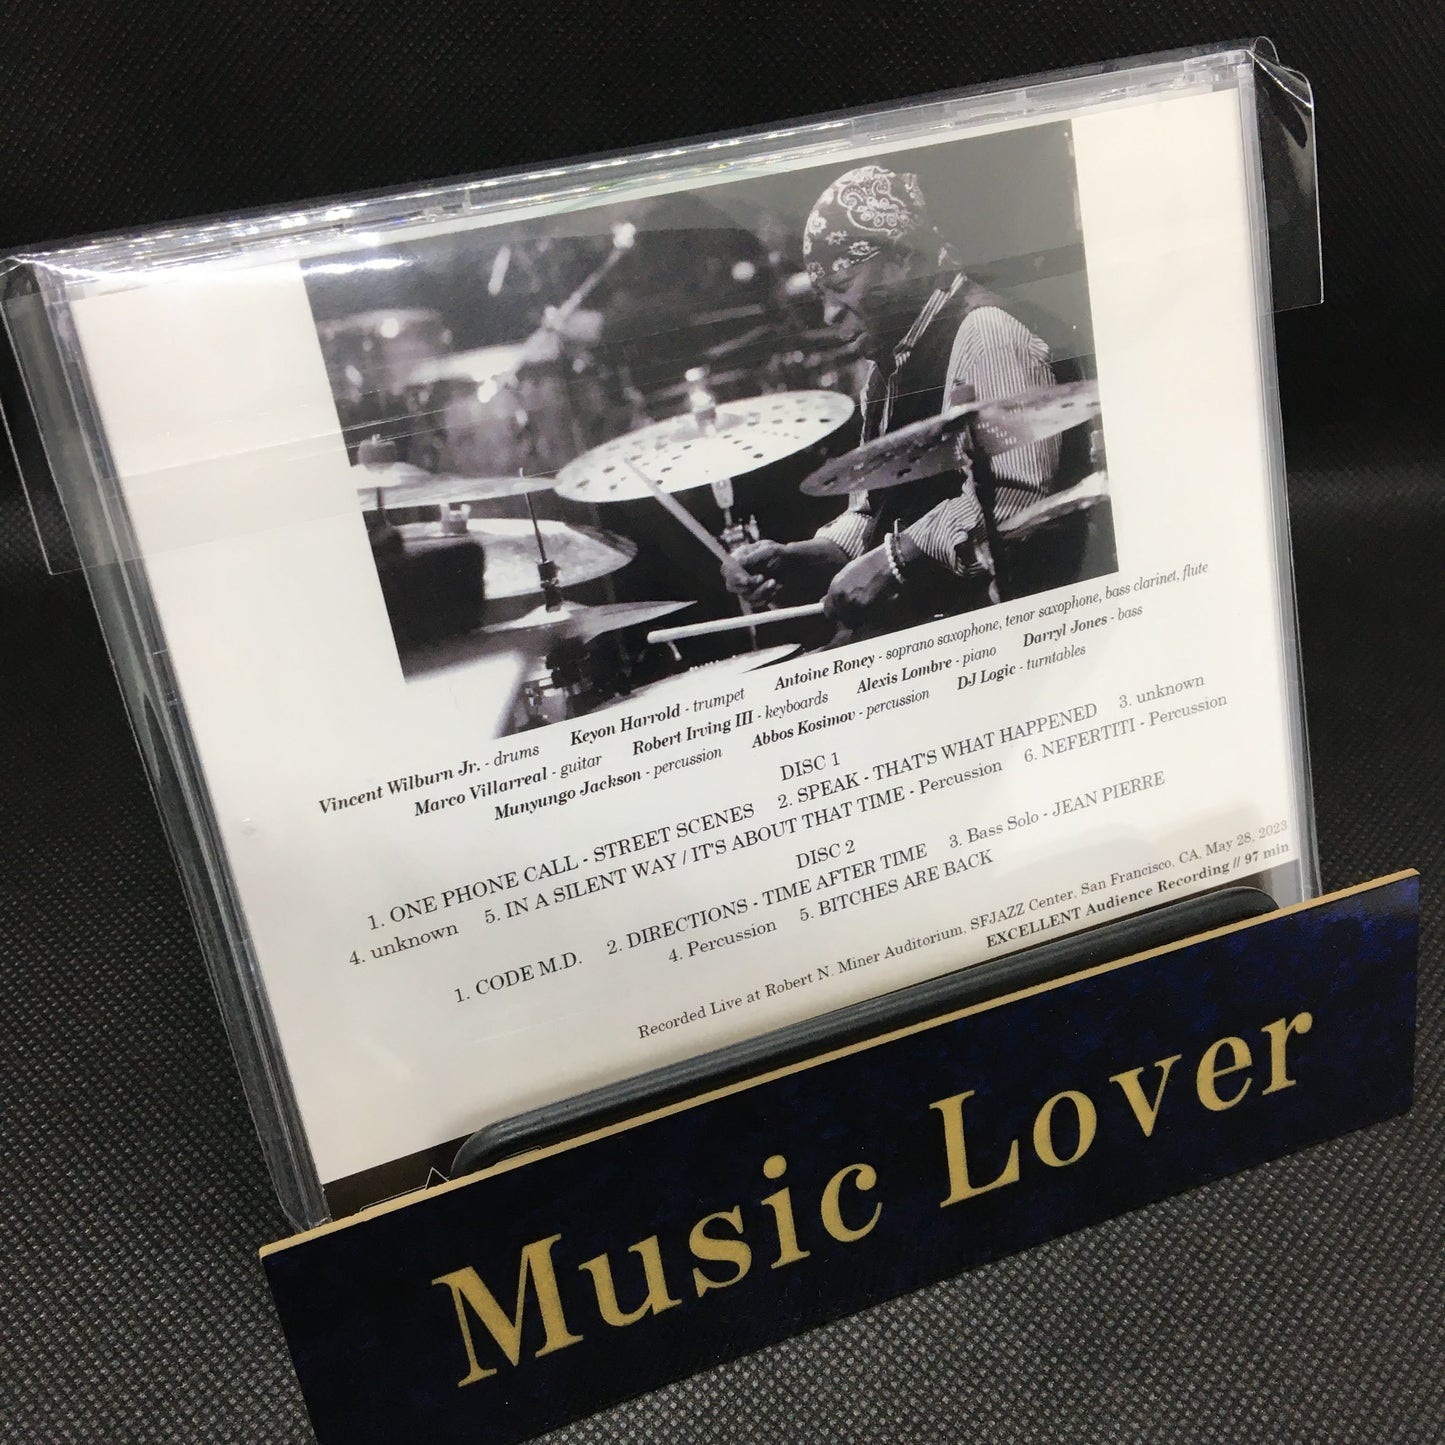 Vincent Wilburn Jr. - drums Keyon Harrold - trumpet Antoine Roney - soprano saxophone, tenor saxophone, bass clarinet, flute
Marco Villarreal - guitar Robert Irving III - keyboards Alexis Lombre - piano Darryl Jones - bass
Munyungo Jackson - percussion Abbos Kosimov - percussion DJ Logic - turntables
DISC 1
1. ONE PHONE CALL - STREET SCENES 2. SPEAK - THAT'S WHAT HAPPENED 3. unknown
4. unknown 5. IN A SILENT WAY / IT'S ABOUT THAT TIME - Percussion 6. NEFERTITI - Percussion
DISC 2
1. CODE M.D. 2. DIRECTIONS - TIME AFTER TIME 3. Bass Solo - JEAN PIERRE
4. Percussion 5. BITCHES ARE BACK
Recorded Live at Robert N. Miner Auditorium, SFJAZZ Center, San Francisco, CA, May 28, 2023
EXCELLENT Audience Recording // 97 min
Music Lover